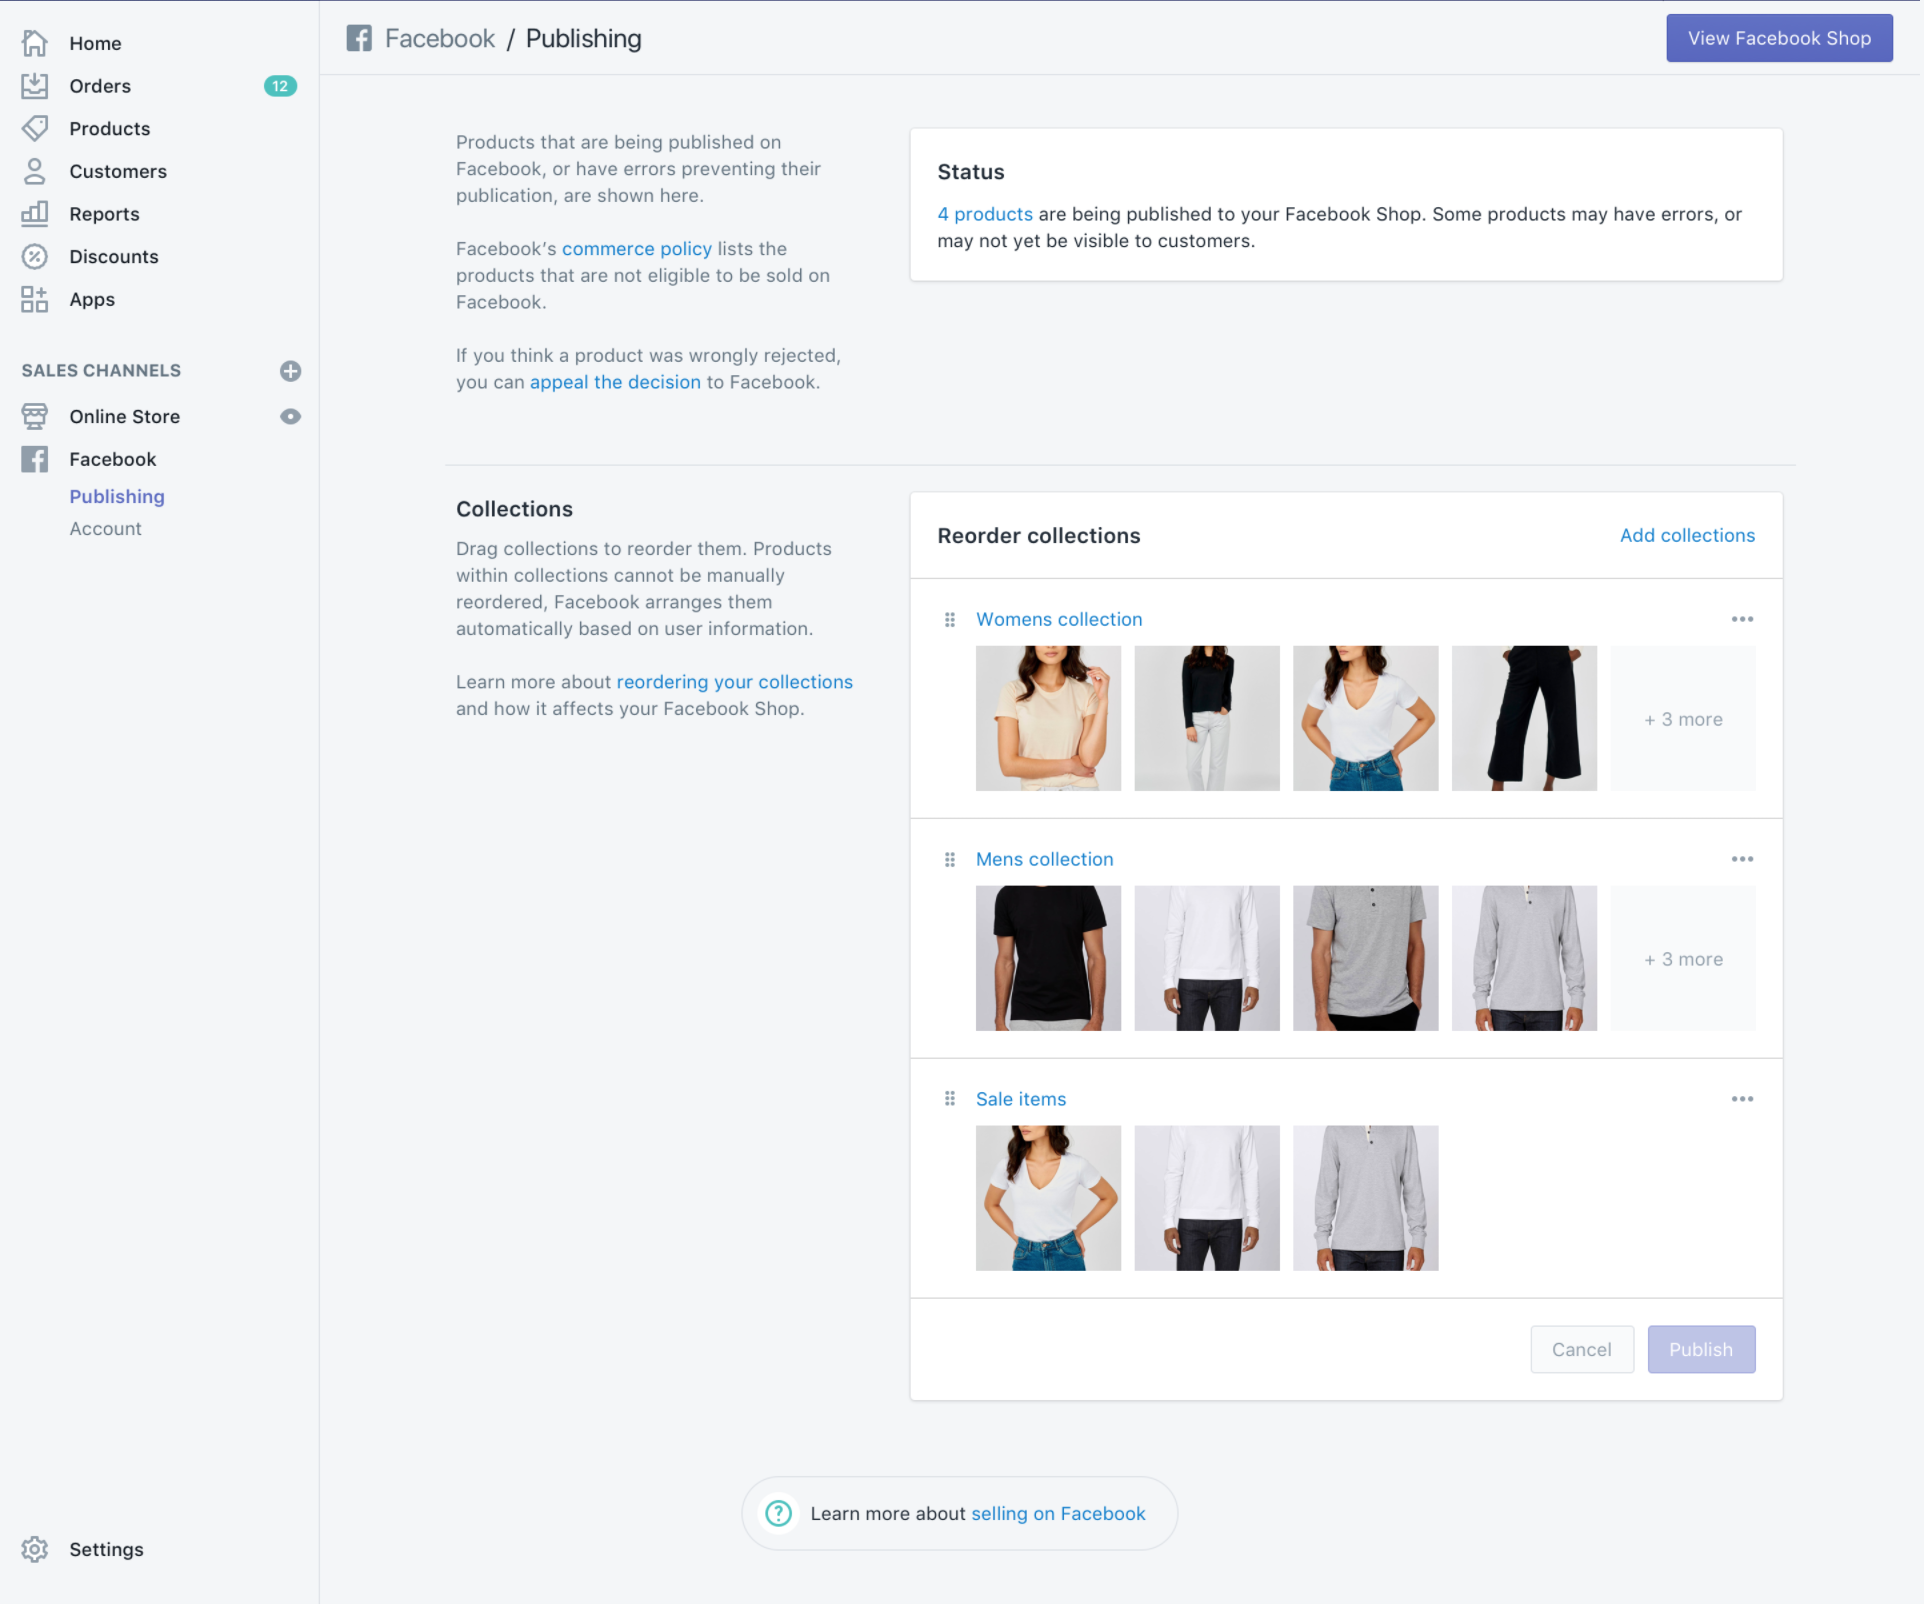 Home
Orders 12
Products
Customers
Reports
Discounts
Apps
SALES CHANNELS
Online Store
Facebook
Publishing
Account
Settings
Facebook / Publishing
View Facebook Shop
Products that are being published on
Facebook, or have errors preventing their
publication, are shown here.
Facebook’s commerce policy lists the
products that are not eligible to be sold on
Facebook.
If you think a product was wrongly rejected,
you can appeal the decision to Facebook.
Status
4 products are being published to your Facebook Shop. Some products may have errors, or
may not yet be visible to customers.
Collections
Drag collections to reorder them. Products
within collections cannot be manually
reordered, Facebook arranges them
automatically based on user information.
Learn more about reordering your collections
and how it affects your Facebook Shop.
Reorder collections
Add collections
Womens collection
+ 3 more
Mens collection
+ 3 more
Sale items
Cancel
Publish
Learn more about selling on Facebook